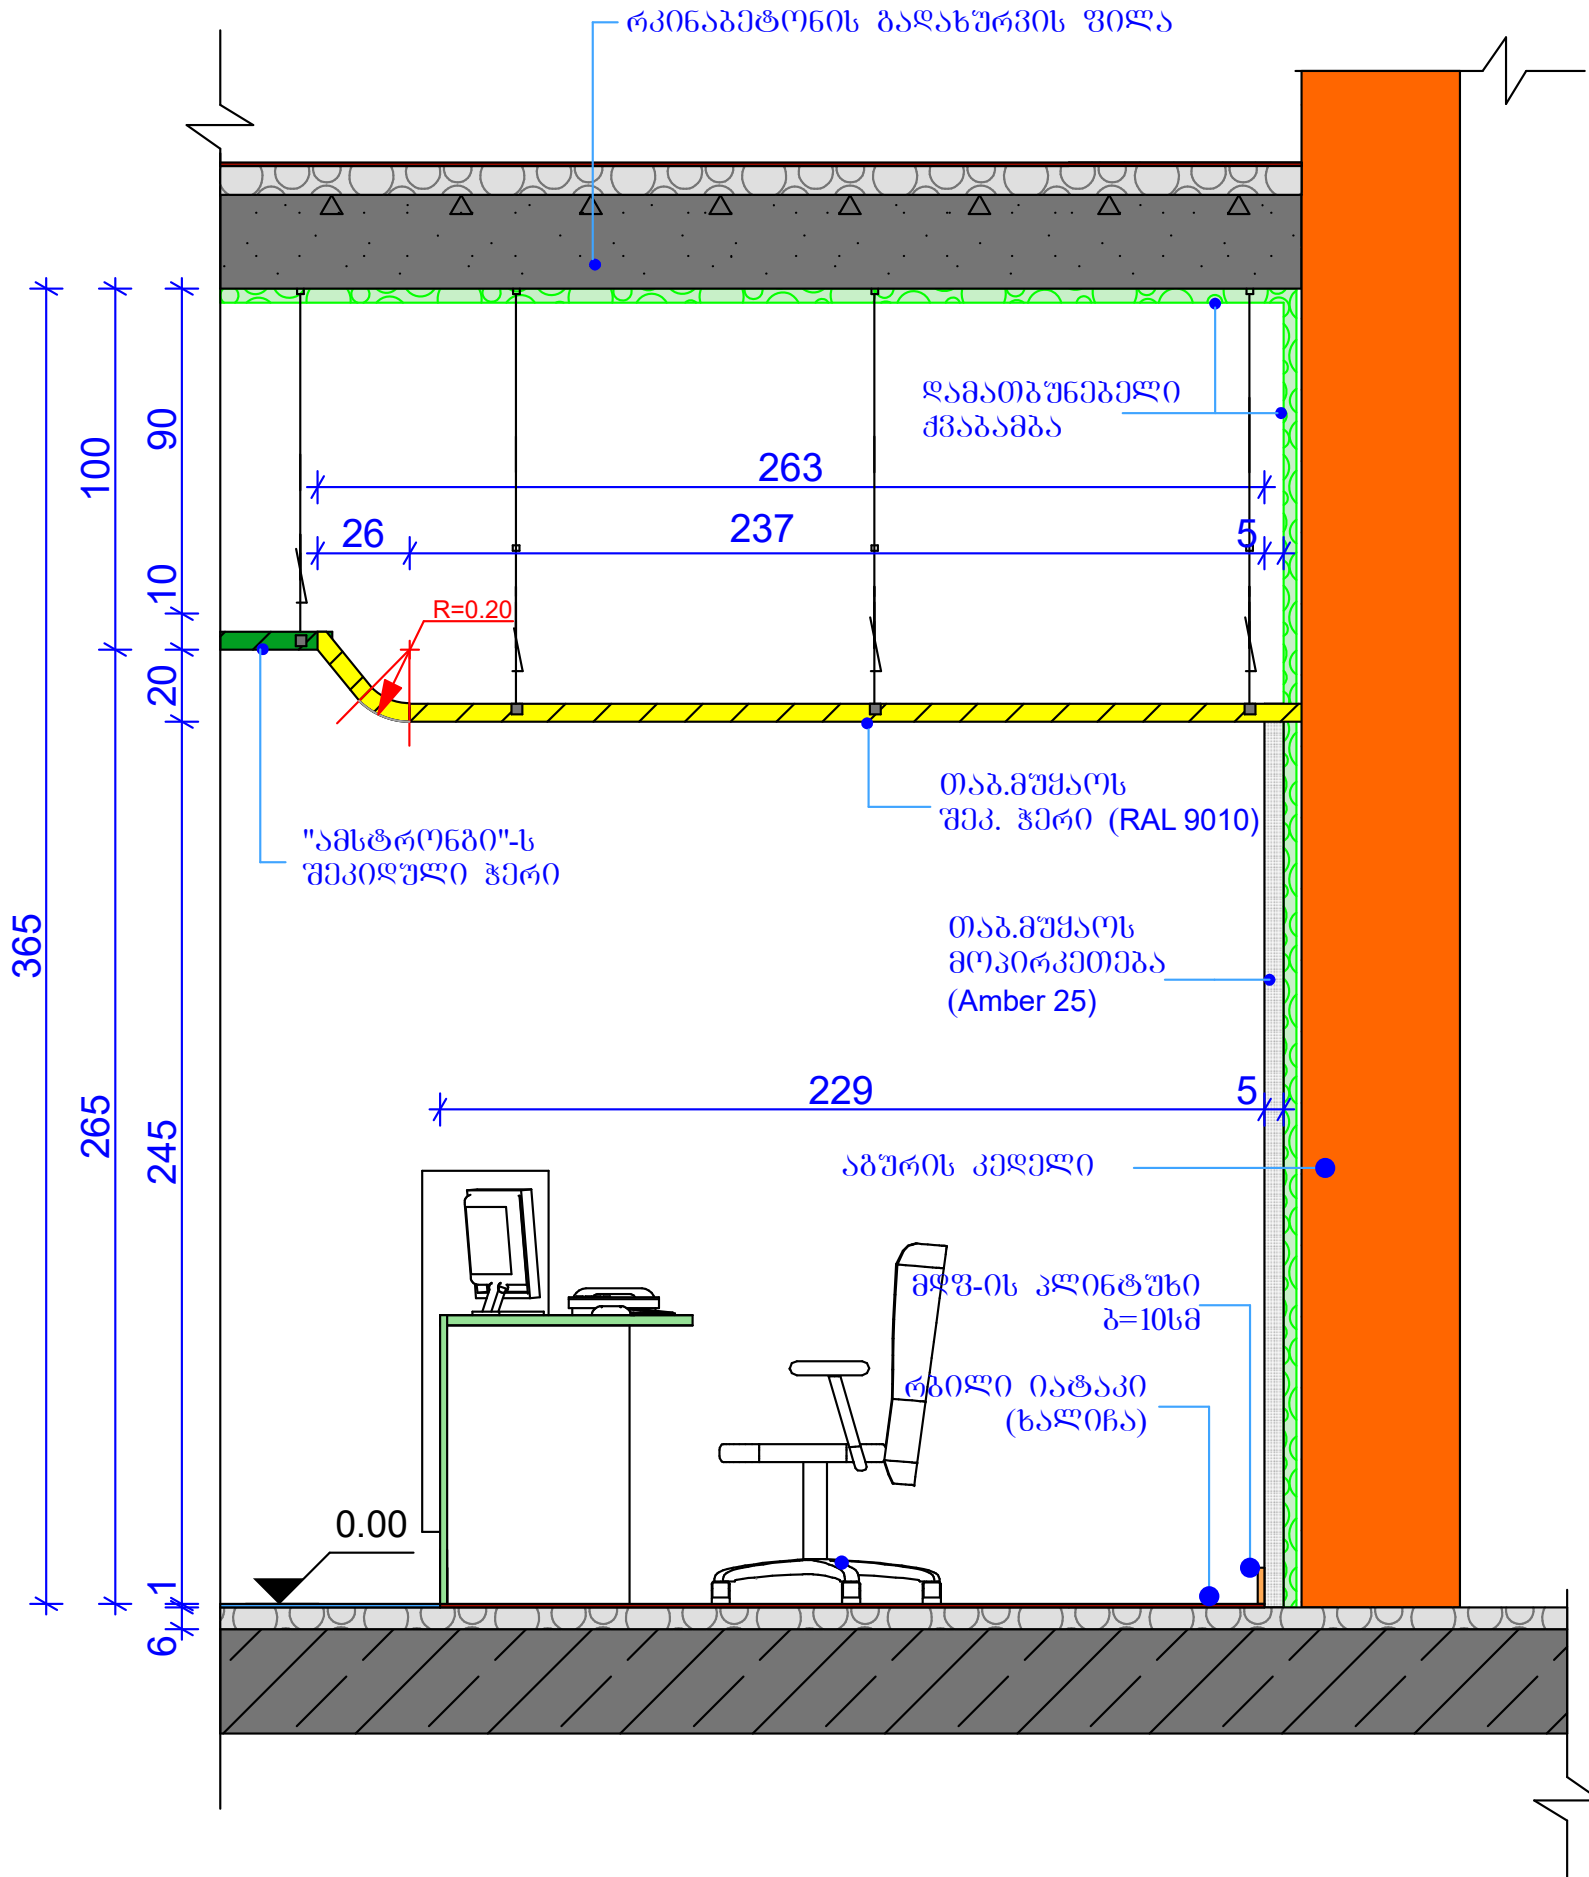 რკინაბეტონის გადახურვის ფილა
დამათბუნებელი
ქვაბამბა
263
26
237
5
90
100
10
R=0.20
20
თაბ.მუყაოს
შეკ. ჭერი (RAL 9010)
"ამსტრონგი"-ს
შეკიდული ჭერი
თაბ.მუყაოს
მოპირკეთება
(Amber 25)
365
265
245
229
5
აგურის კედელი
მდფ-ის პლინტუხი
ბ=10სმ
რბილი იატაკი
(ხალიჩა)
0.00
1
6